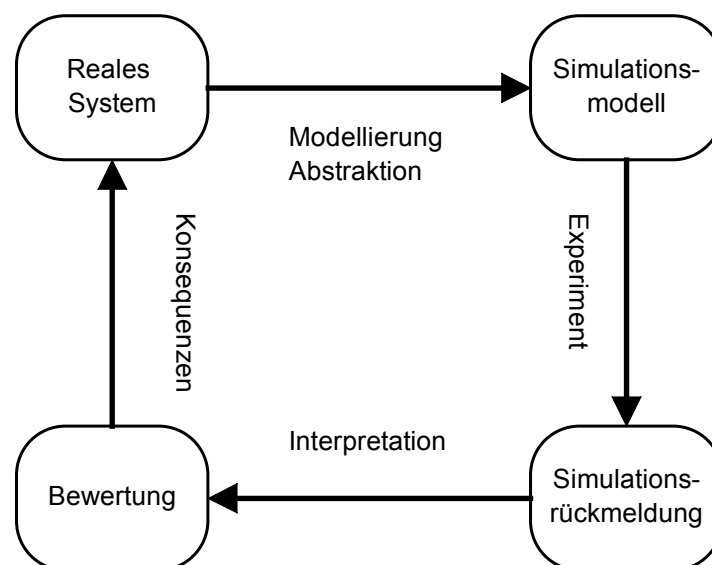 Reales
System
Simulations-
modell
Modellierung
Abstraktion
Konsequenzen
Experiment
Interpretation
Bewertung
Simulations-
rückmeldung